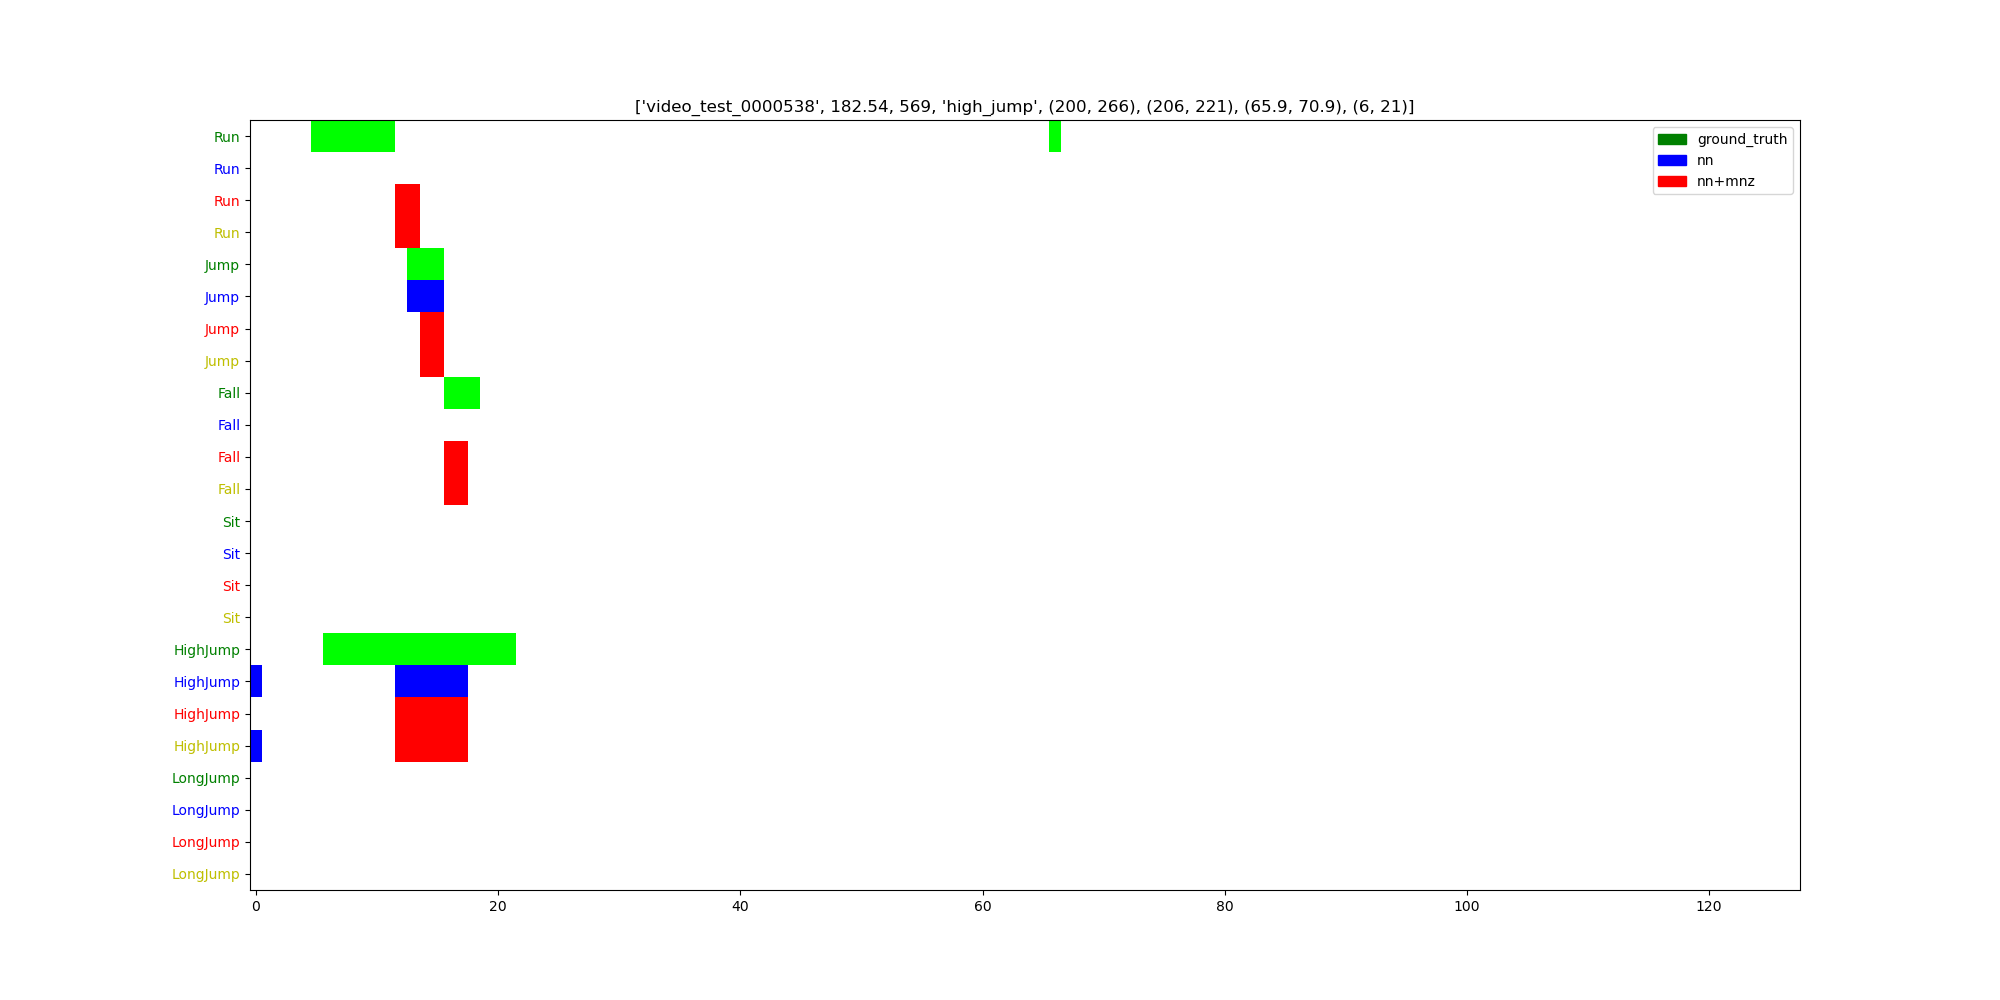 ['video_test_0000538', 182.54, 569, 'high_jump', (200, 266), (206, 221), (65.9, 70.9), (6, 21)]
Run
Run
Run
Run
Jump
Jump
Jump
Jump
Fall
Fall
Fall
Fall
Sit
Sit
Sit
Sit
HighJump
HighJump
HighJump
HighJump
LongJump
LongJump
LongJump
LongJump
ground_truth
nn
nn+mnz
0 20 40 60 80 100 120